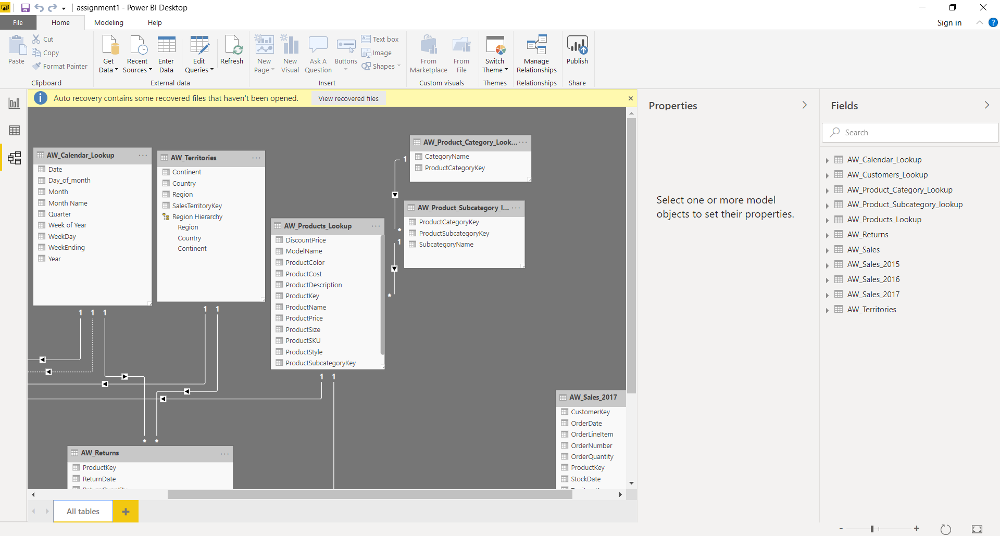 assignment1 - Power BI Desktop
File
Home
Modeling
Help
Sign in
?
Paste
Cut
Copy
Format Painter
Clipboard
Get
Data
Recent
Sources
Enter
Data
Edit
Queries
Refresh
External data
New
Page
New
Visual
Ask A
Question
Buttons
Text box
Image
Shapes
Insert
From
Marketplace
From
File
Custom visuals
Switch
Theme
Themes
Manage
Relationships
Relationships
Publish
Share
i
Auto recovery contains some recovered files that haven't been opened.
View recovered files
AW_Calendar_Lookup
Date
Day_of_month
Month
Month Name
Quarter
Week of Year
WeekDay
WeekEnding
Year
1 1 1
AW_Territories
Continent
Country
Region
SalesTerritoryKey
Region Hierarchy
Region
Country
Continent
1 1
AW_Products_Lookup
DiscountPrice
ModelName
ProductColor
ProductCost
ProductDescription
ProductKey
ProductName
ProductPrice
ProductSize
ProductSKU
ProductStyle
ProductSubcategoryKey
1 1
AW_Product_Category_Look...
CategoryName
ProductCategoryKey
1
*
AW_Product_Subcategory_l...
ProductCategoryKey
ProductSubcategoryKey
SubcategoryName
1
*
* *
AW_Returns
ProductKey
ReturnDate
ReturnQuantity
AW_Sales_2017
CustomerKey
OrderDate
OrderLineItem
OrderNumber
OrderQuantity
ProductKey
StockDate
All tables
+
Properties
Select one or more model
objects to set their properties.
Fields
Search
AW_Calendar_Lookup
AW_Customers_Lookup
AW_Product_Category_Lookup
AW_Product_Subcategory_lookup
AW_Products_Lookup
AW_Returns
AW_Sales
AW_Sales_2015
AW_Sales_2016
AW_Sales_2017
AW_Territories
- +